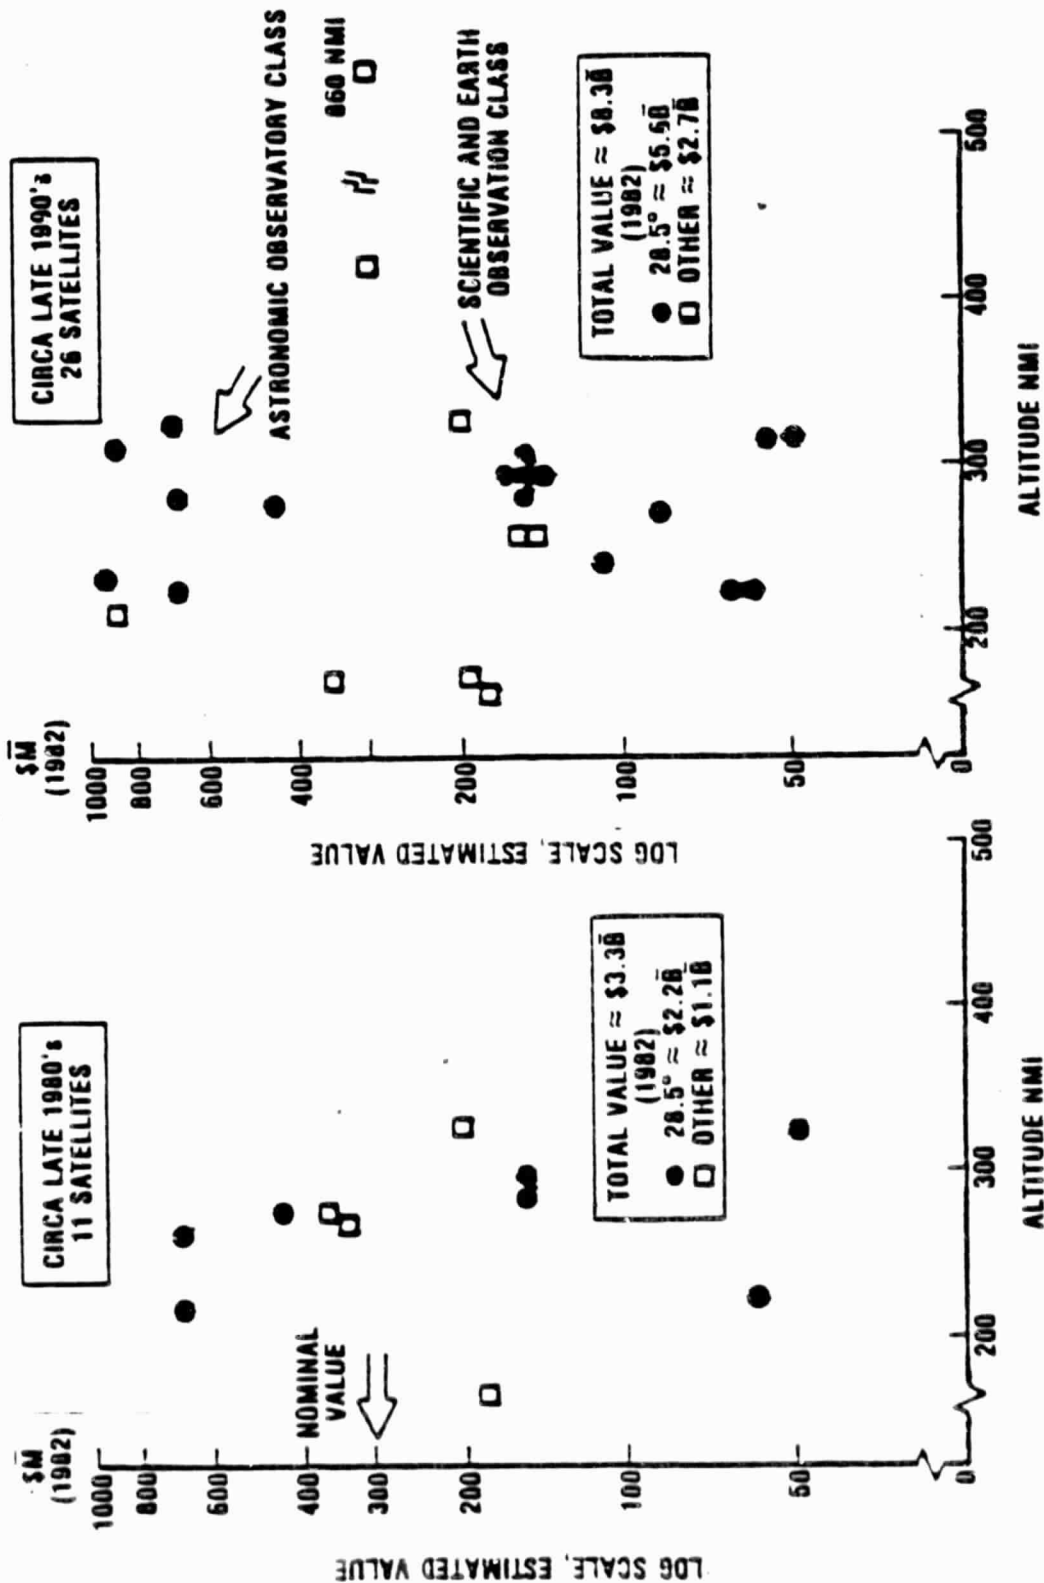 $M
(1982)
1000
800
600
400
300
200
100
50
0
LOG SCALE, ESTIMATED VALUE
NOMINAL
VALUE
CIRCA LATE 1980's
11 SATELLITES
TOTAL VALUE ≈ $3.3B
(1982)
● 28.5° ≈ $2.2B
□ OTHER ≈ $1.1B
200
300
400
500
ALTITUDE NMI
$M
(1982)
1000
800
600
400
200
100
50
0
LOG SCALE, ESTIMATED VALUE
CIRCA LATE 1990's
26 SATELLITES
ASTRONOMIC OBSERVATORY CLASS
860 NMI
SCIENTIFIC AND EARTH
OBSERVATION CLASS
TOTAL VALUE ≈ $8.3B
(1982)
● 28.5° ≈ $5.6B
□ OTHER ≈ $2.7B
200
300
400
500
ALTITUDE NMI